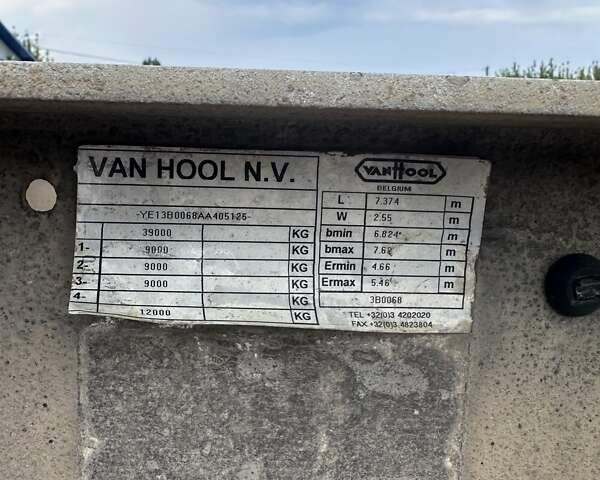 VAN HOOL N.V.
-YE13B0068AA405125-
39000 KG
1- 9000 KG
2- 9000 KG
3- 9000 KG
4- KG
12000 KG
VANHOOL
BELGIUM
L 7.374 m
W 2.55 m
bmin 6.824 m
bmax 7.62 m
Ermin 4.66 m
Ermax 5.46 m
3B0068
TEL +32(0)3 4202020
FAX +32(0)3 4823804